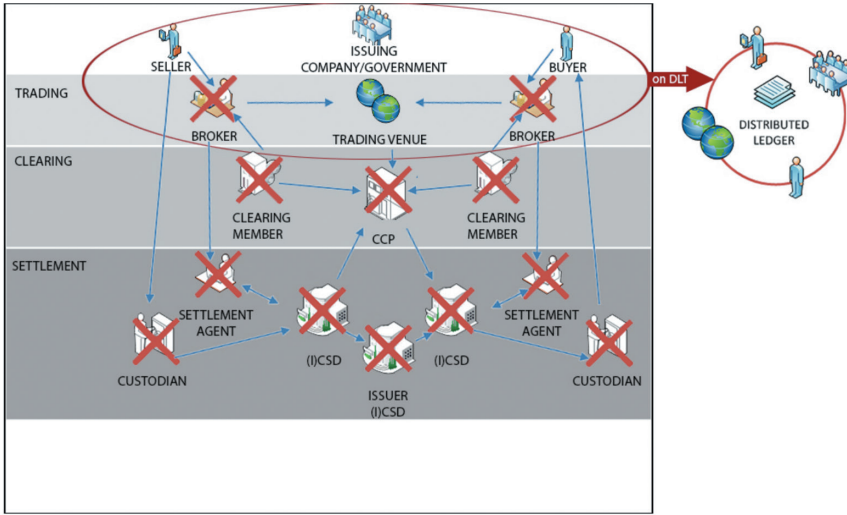 SELLER
ISSUING
COMPANY/GOVERNMENT
BUYER
TRADING
BROKER
TRADING VENUE
BROKER
on DLT
DISTRIBUTED
LEDGER
CLEARING
CLEARING
MEMBER
CCP
CLEARING
MEMBER
SETTLEMENT
SETTLEMENT
AGENT
SETTLEMENT
AGENT
(I)CSD
(I)CSD
CUSTODIAN
ISSUER
(I)CSD
CUSTODIAN